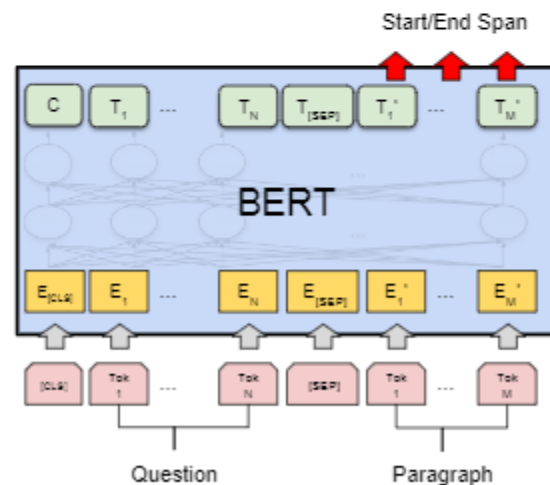 Start/End Span
C T1 ... TN T[SEP] T1' ... TM'
...
BERT
...
E[CLS] E1 ... EN E[SEP] E1' ... EM'
[CLS] Tok 1 ... Tok N [SEP] Tok 1 ... Tok M
Question Paragraph